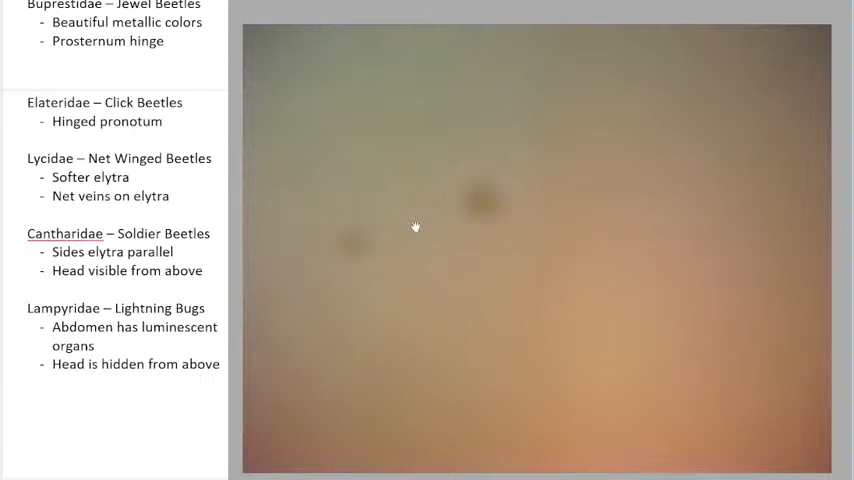 Buprestidae – Jewel Beetles
- Beautiful metallic colors
- Prosternum hinge
Elateridae – Click Beetles
- Hinged pronotum
Lycidae – Net Winged Beetles
- Softer elytra
- Net veins on elytra
Cantharidae – Soldier Beetles
- Sides elytra parallel
- Head visible from above
Lampyridae – Lightning Bugs
- Abdomen has luminescent
organs
- Head is hidden from above